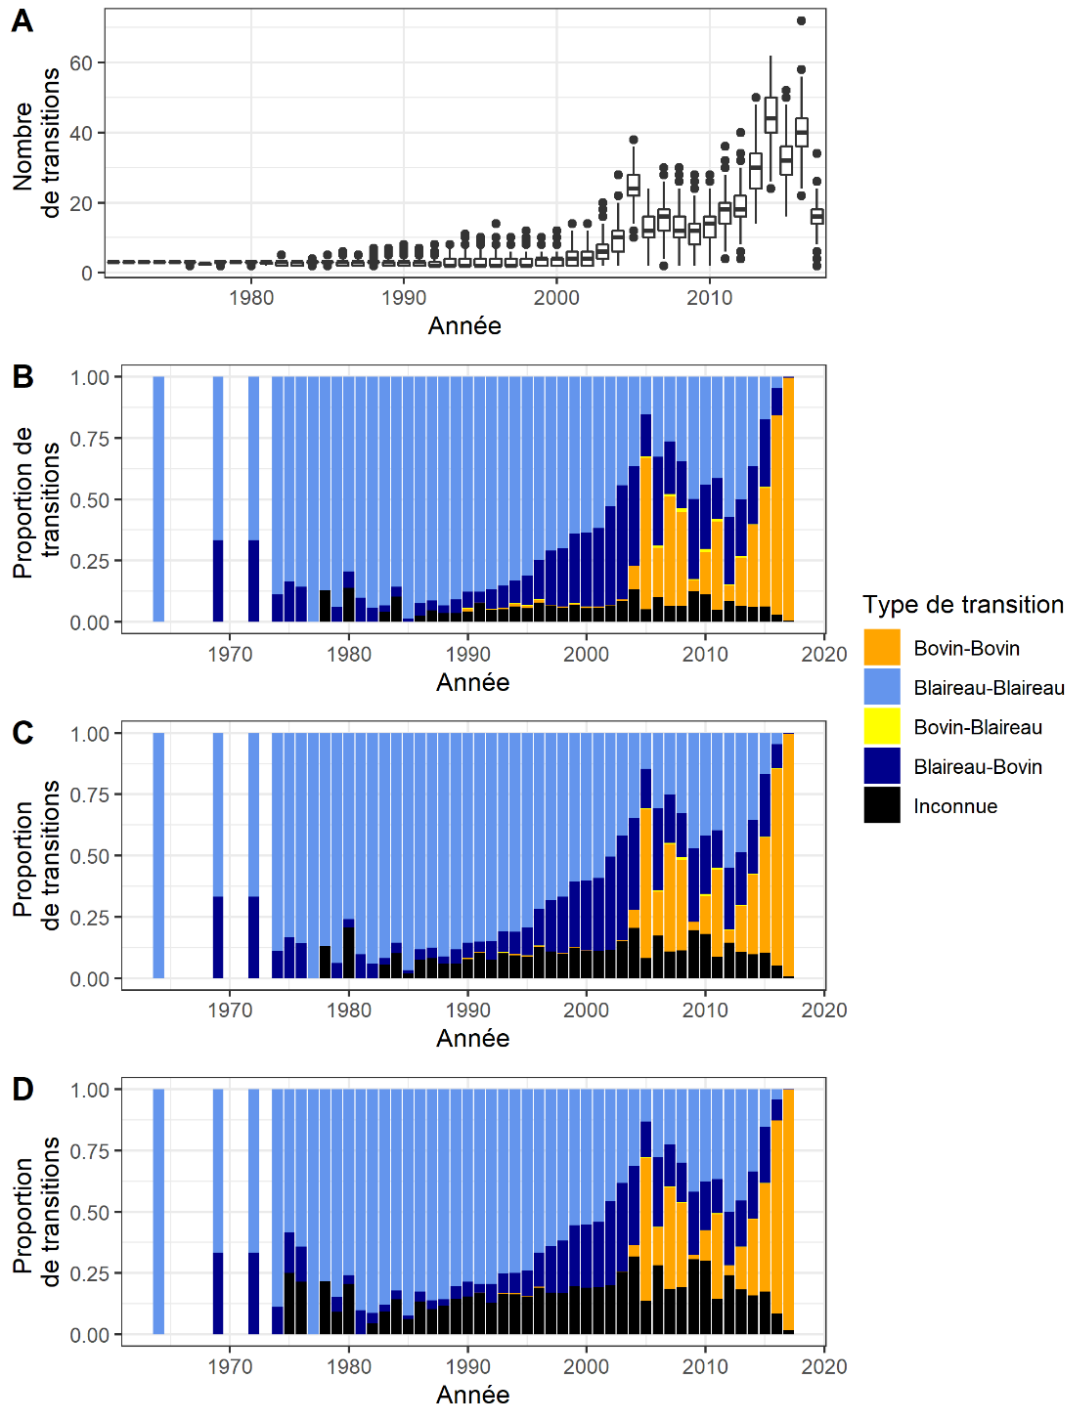 A
Nombre
de transitions
60
40
20
0
1980
1990
2000
2010
Année
B
Proportion de
transitions
1.00
0.75
0.50
0.25
0.00
1970
1980
1990
2000
2010
2020
Année
C
Proportion
de transitions
1.00
0.75
0.50
0.25
0.00
1970
1980
1990
2000
2010
2020
Année
D
Proportion
de transitions
1.00
0.75
0.50
0.25
0.00
1970
1980
1990
2000
2010
2020
Année
Type de transition
Bovin-Bovin
Blaireau-Blaireau
Bovin-Blaireau
Blaireau-Bovin
Inconnue